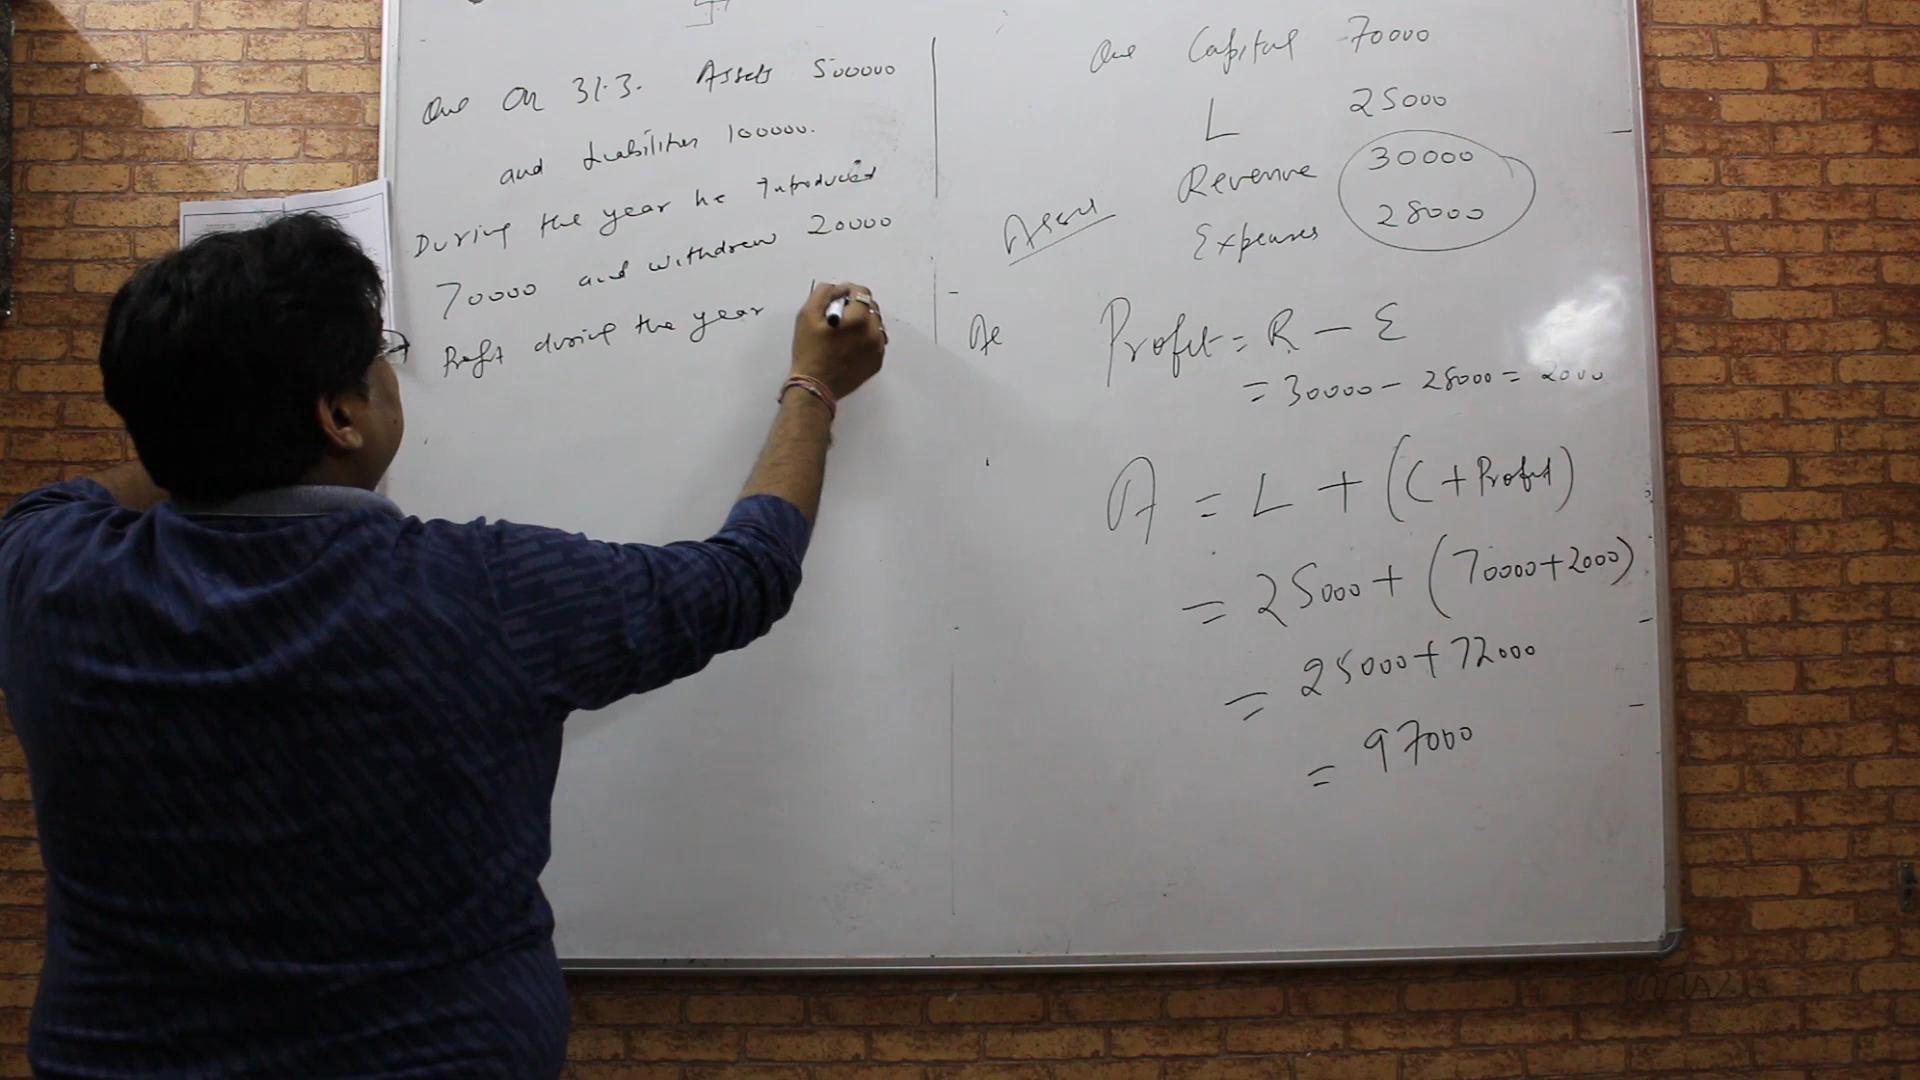 Que On 31.3. Assets 500000
and Liabilities 100000.
During the year he Introduced
70000 and withdrew 20000
Profit during the year
Que Capital 70000
L 25000
Revenue 30000
Expenses 28000
Assets
Profit = R - E
= 30000 - 28000 = 2000
A = L + (C + Profit)
= 25000 + (70000 + 2000)
= 25000 + 72000
= 97000